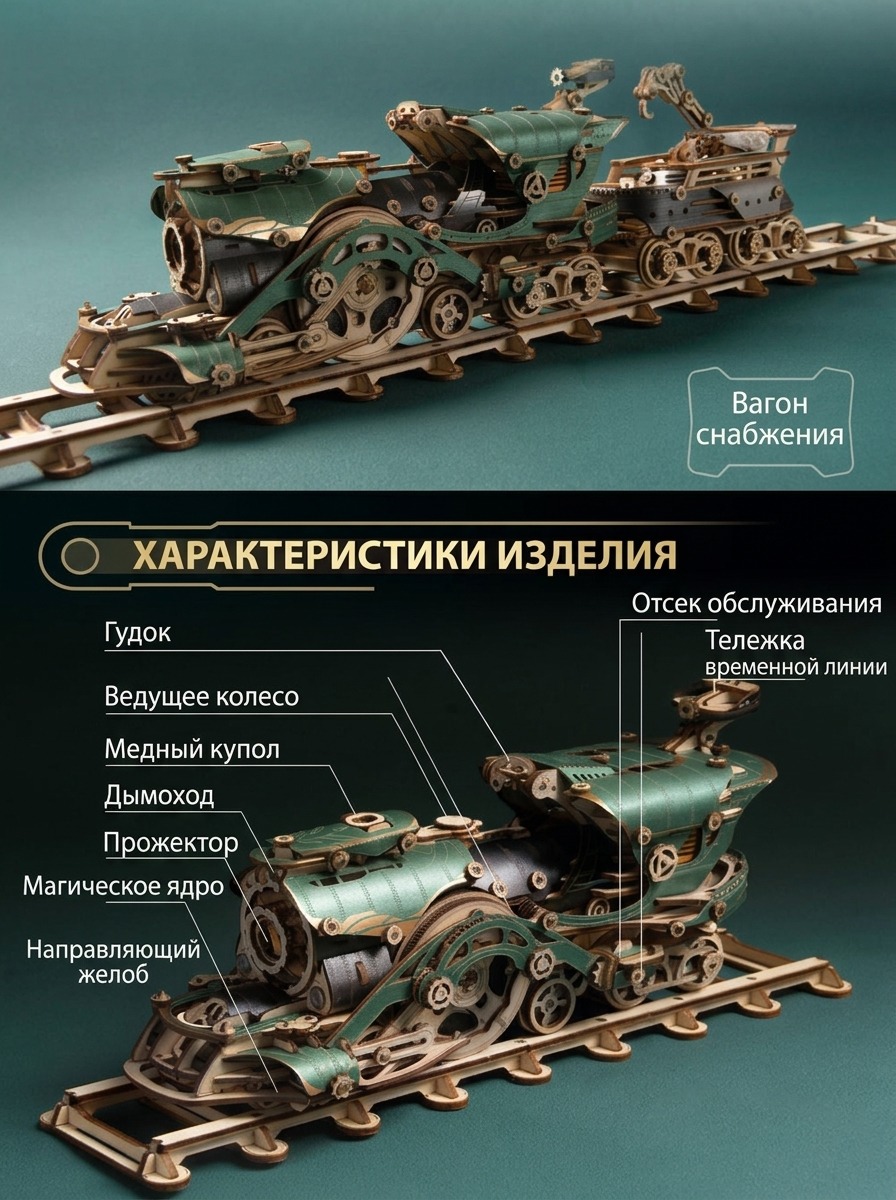 Вагон
снабжения
ХАРАКТЕРИСТИКИ ИЗДЕЛИЯ
Отсек обслуживания
Гудок
Тележка
временной линии
Ведущее колесо
Медный купол
Дымоход
Прожектор
Магическое ядро
Направляющий
желоб